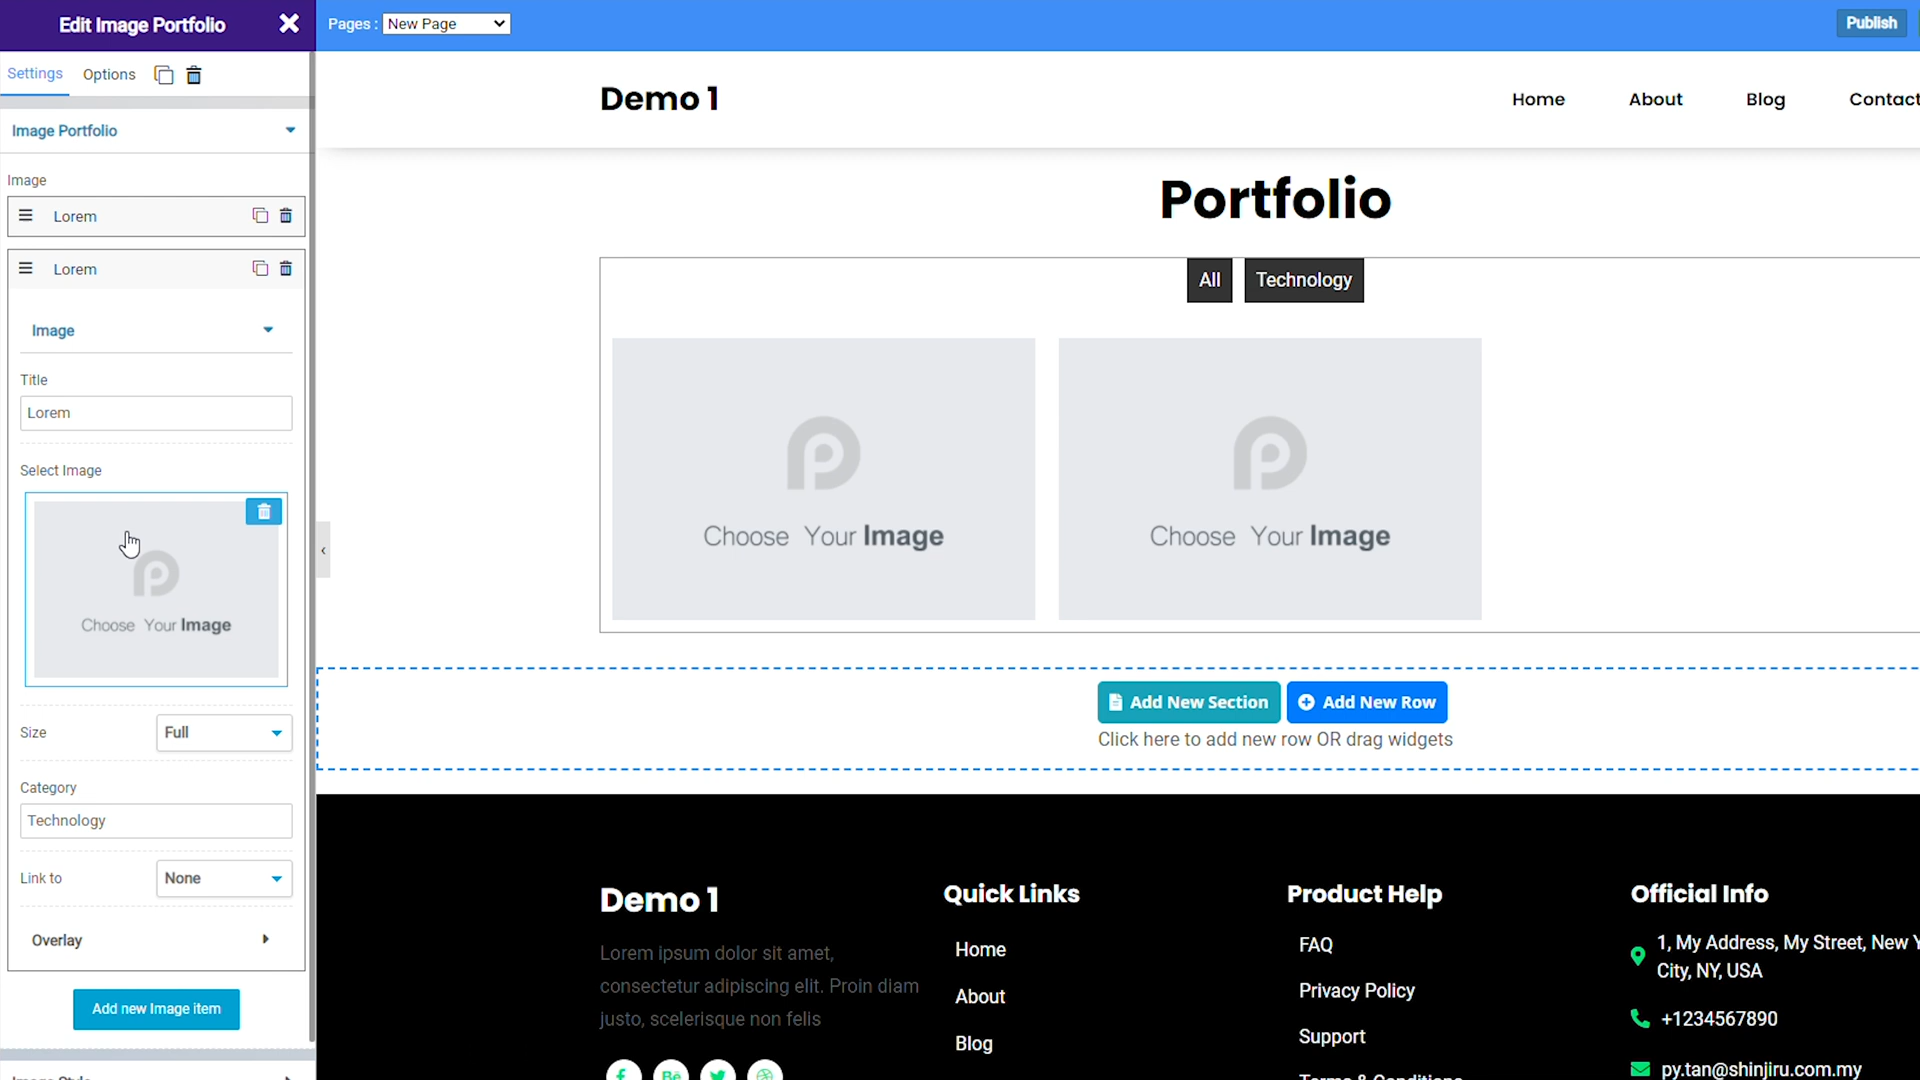 Edit Image Portfolio
Pages : New Page
Publish
Settings
Options
Image Portfolio
Image
Lorem
Lorem
Image
Title
Lorem
Select Image
Choose Your Image
Size
Full
Category
Technology
Link to
None
Overlay
Add new Image item
Image Style
Demo 1
Home
About
Blog
Contact
Portfolio
All
Technology
Choose Your Image
Choose Your Image
Add New Section
Add New Row
Click here to add new row OR drag widgets
Demo 1
Lorem ipsum dolor sit amet,
consectetur adipiscing elit. Proin diam
justo, scelerisque non felis
Quick Links
Home
About
Blog
Product Help
FAQ
Privacy Policy
Support
Terms & Conditions
Official Info
1, My Address, My Street, New Y
City, NY, USA
+1234567890
py.tan@shinjiru.com.my